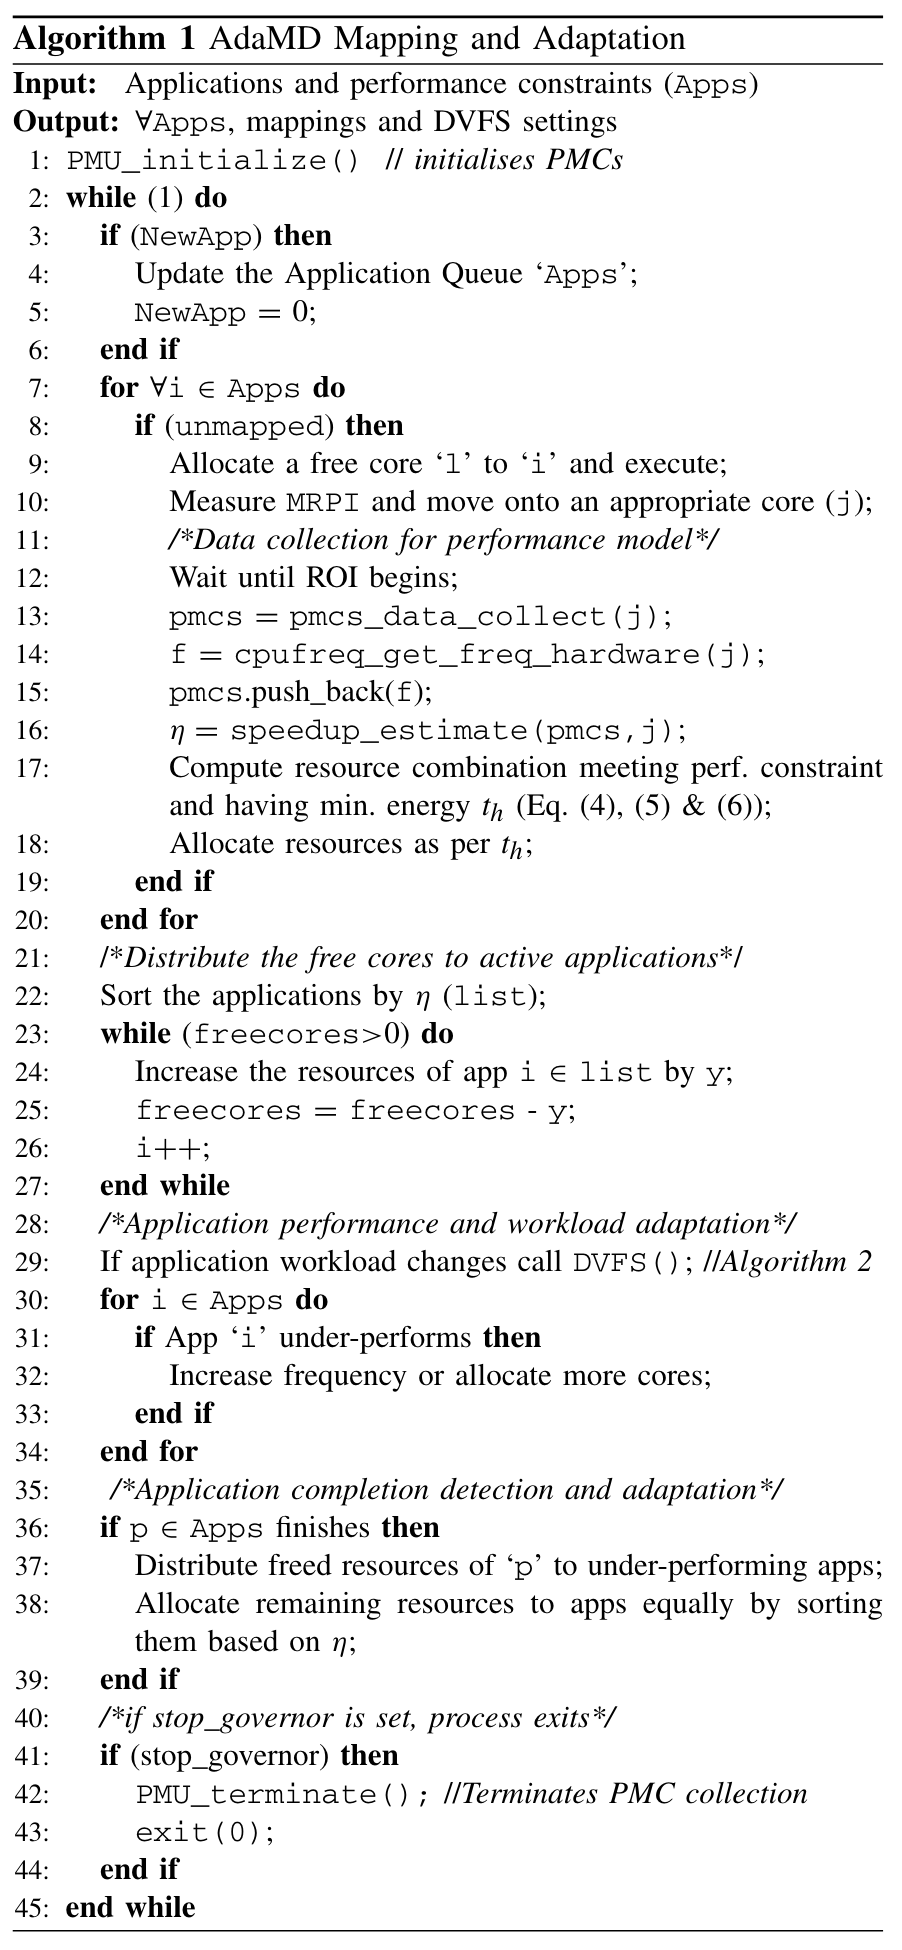 Algorithm 1 AdaMD Mapping and Adaptation
Input: Applications and performance constraints (Apps)
Output: ∀Apps, mappings and DVFS settings
1: PMU_initialize() // initialises PMCs
2: while (1) do
3: if (NewApp) then
4: Update the Application Queue ‘Apps’;
5: NewApp = 0;
6: end if
7: for ∀i ∈ Apps do
8: if (unmapped) then
9: Allocate a free core ‘l’ to ‘i’ and execute;
10: Measure MRPI and move onto an appropriate core (j);
11: /*Data collection for performance model*/
12: Wait until ROI begins;
13: pmcs = pmcs_data_collect(j);
14: f = cpufreq_get_freq_hardware(j);
15: pmcs.push_back(f);
16: η = speedup_estimate(pmcs,j);
17: Compute resource combination meeting perf. constraint
and having min. energy t_h (Eq. (4), (5) & (6));
18: Allocate resources as per t_h;
19: end if
20: end for
21: /*Distribute the free cores to active applications*/
22: Sort the applications by η (list);
23: while (freecores>0) do
24: Increase the resources of app i ∈ list by y;
25: freecores = freecores - y;
26: i++;
27: end while
28: /*Application performance and workload adaptation*/
29: If application workload changes call DVFS(); //Algorithm 2
30: for i ∈ Apps do
31: if App ‘i’ under-performs then
32: Increase frequency or allocate more cores;
33: end if
34: end for
35: /*Application completion detection and adaptation*/
36: if p ∈ Apps finishes then
37: Distribute freed resources of ‘p’ to under-performing apps;
38: Allocate remaining resources to apps equally by sorting
them based on η;
39: end if
40: /*if stop_governor is set, process exits*/
41: if (stop_governor) then
42: PMU_terminate(); //Terminates PMC collection
43: exit(0);
44: end if
45: end while